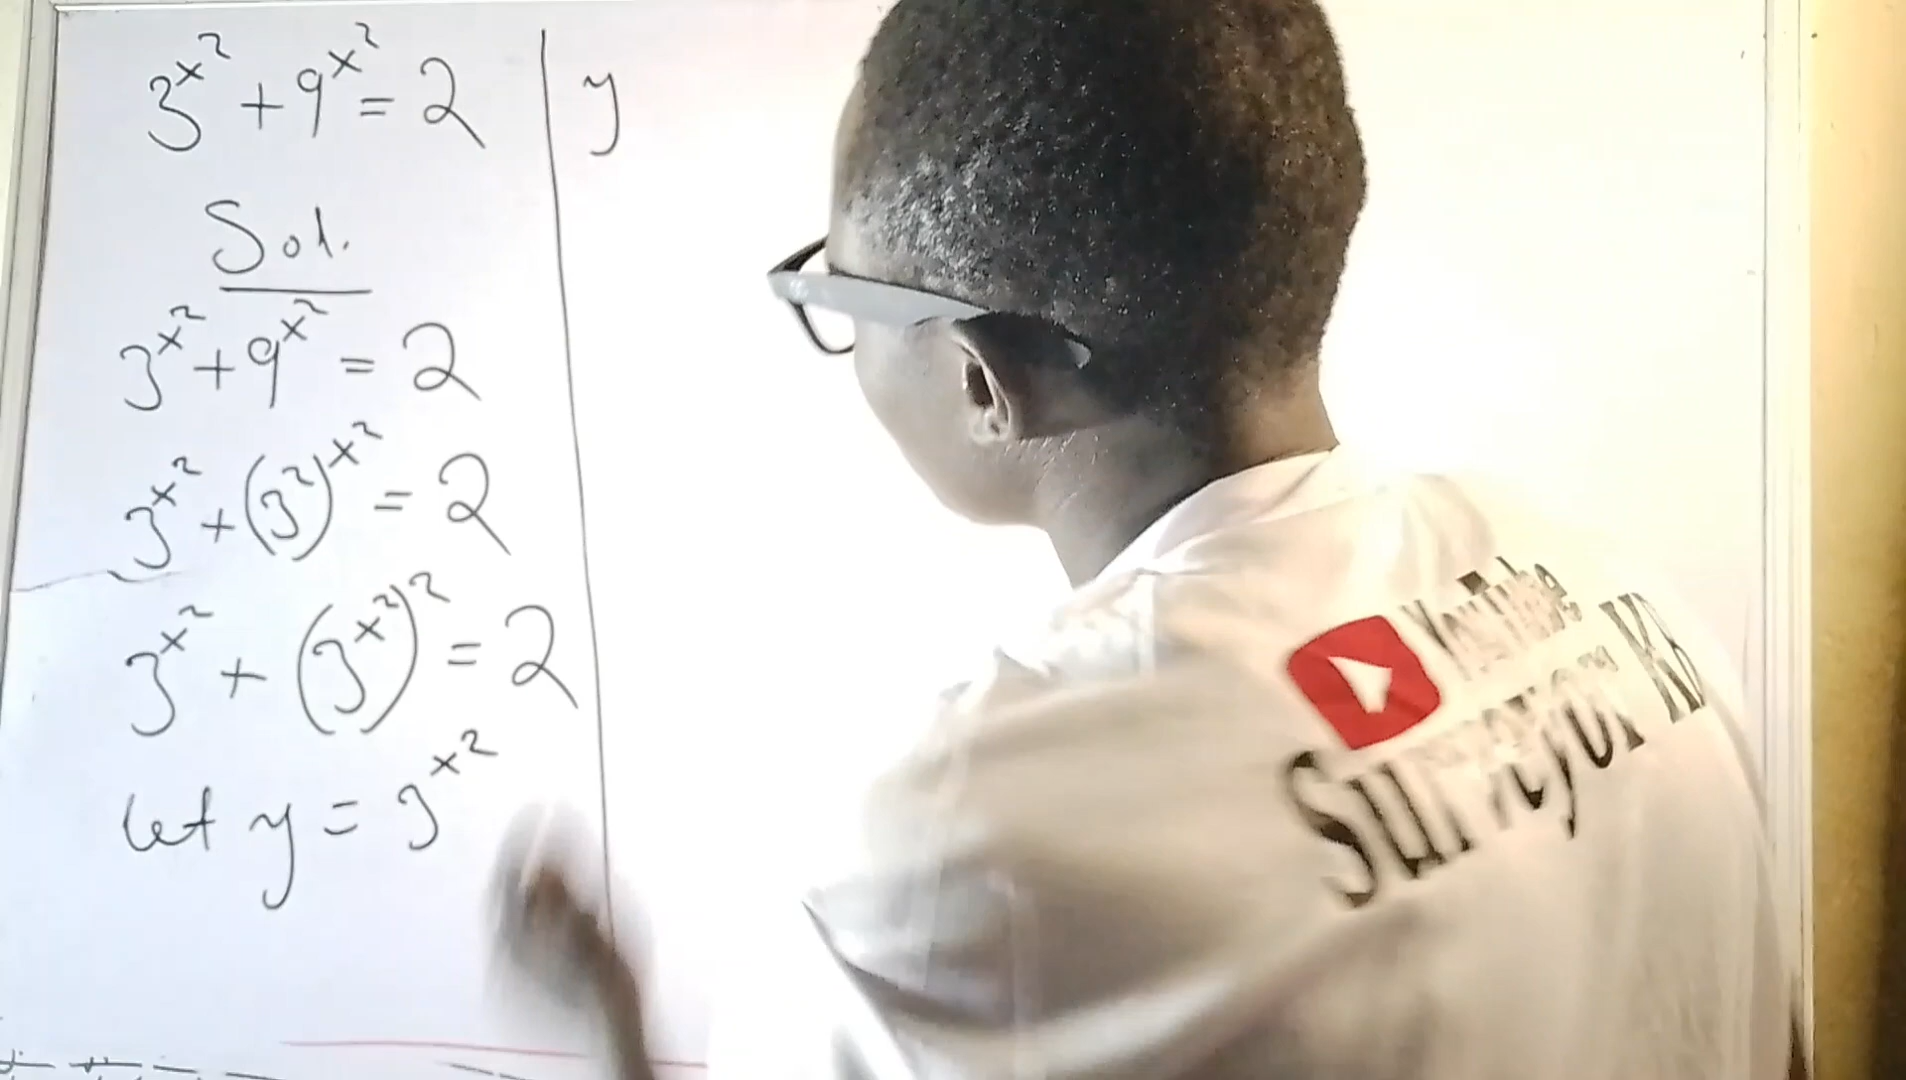 3^{x^2} + 9^{x^2} = 2
Sol.
3^{x^2} + 9^{x^2} = 2
3^{x^2} + (3^2)^{x^2} = 2
3^{x^2} + (3^{x^2})^2 = 2
let y = 3^{x^2}
y
YouTube
Surveyor KB